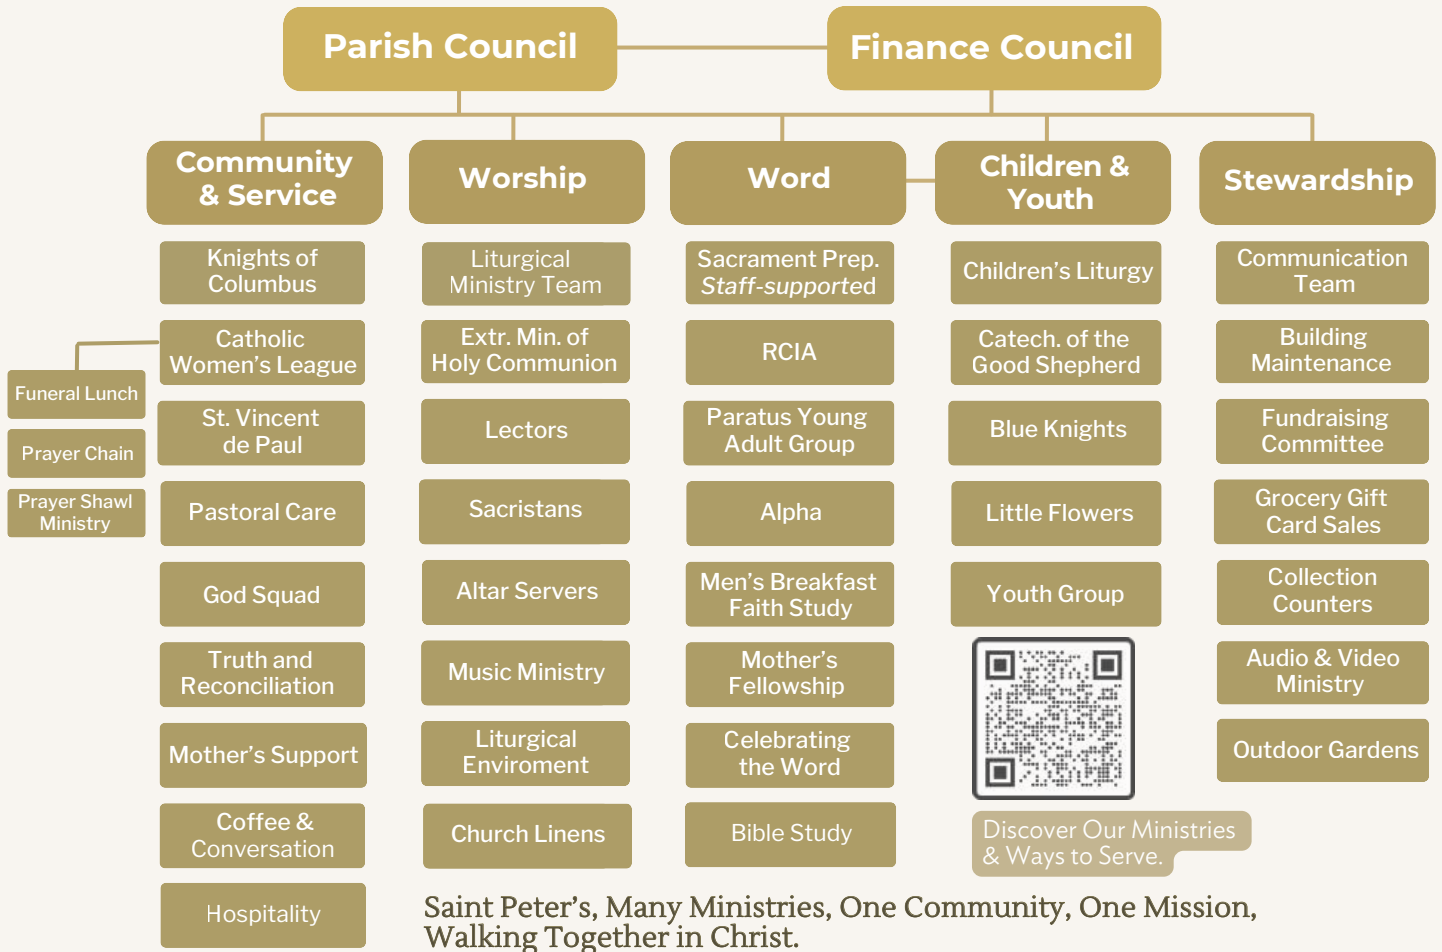 Parish Council
Finance Council
Community
& Service
Knights of
Columbus
Catholic
Women's League
Funeral Lunch
Prayer Chain
Prayer Shawl
Ministry
St. Vincent
de Paul
Pastoral Care
God Squad
Truth and
Reconciliation
Mother's Support
Coffee &
Conversation
Hospitality
Worship
Liturgical
Ministry Team
Extr. Min. of
Holy Communion
Lectors
Sacristans
Altar Servers
Music Ministry
Liturgical
Enviroment
Church Linens
Word
Sacrament Prep.
Staff-supported
RCIA
Paratus Young
Adult Group
Alpha
Men's Breakfast
Faith Study
Mother's
Fellowship
Celebrating
the Word
Bible Study
Children &
Youth
Children's Liturgy
Catech. of the
Good Shepherd
Blue Knights
Little Flowers
Youth Group
Discover Our Ministries
& Ways to Serve.
Stewardship
Communication
Team
Building
Maintenance
Fundraising
Committee
Grocery Gift
Card Sales
Collection
Counters
Audio & Video
Ministry
Outdoor Gardens
Saint Peter's, Many Ministries, One Community, One Mission,
Walking Together in Christ.